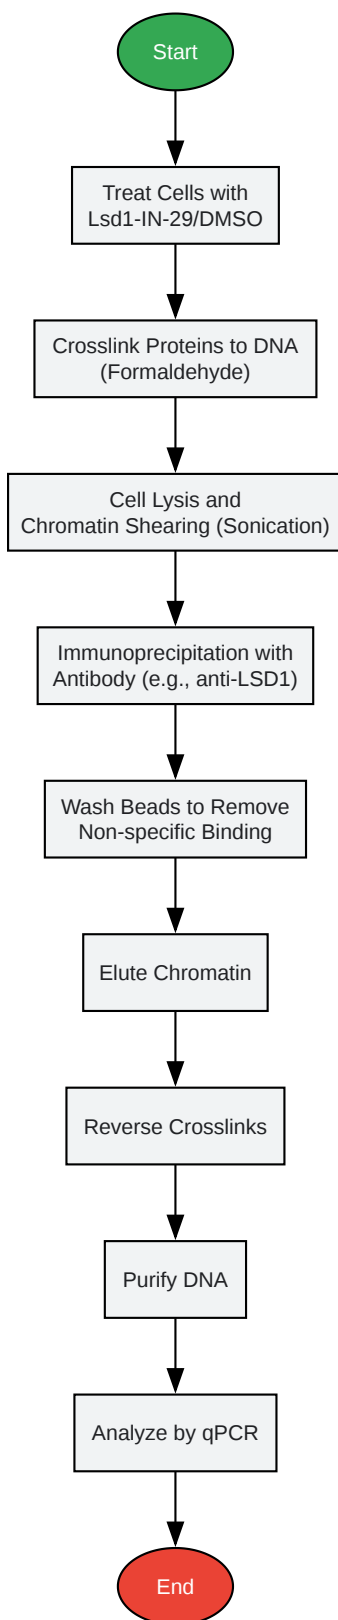 Start
Treat Cells with
Lsd1-IN-29/DMSO
Crosslink Proteins to DNA
(Formaldehyde)
Cell Lysis and
Chromatin Shearing (Sonication)
Immunoprecipitation with
Antibody (e.g., anti-LSD1)
Wash Beads to Remove
Non-specific Binding
Elute Chromatin
Reverse Crosslinks
Purify DNA
Analyze by qPCR
End